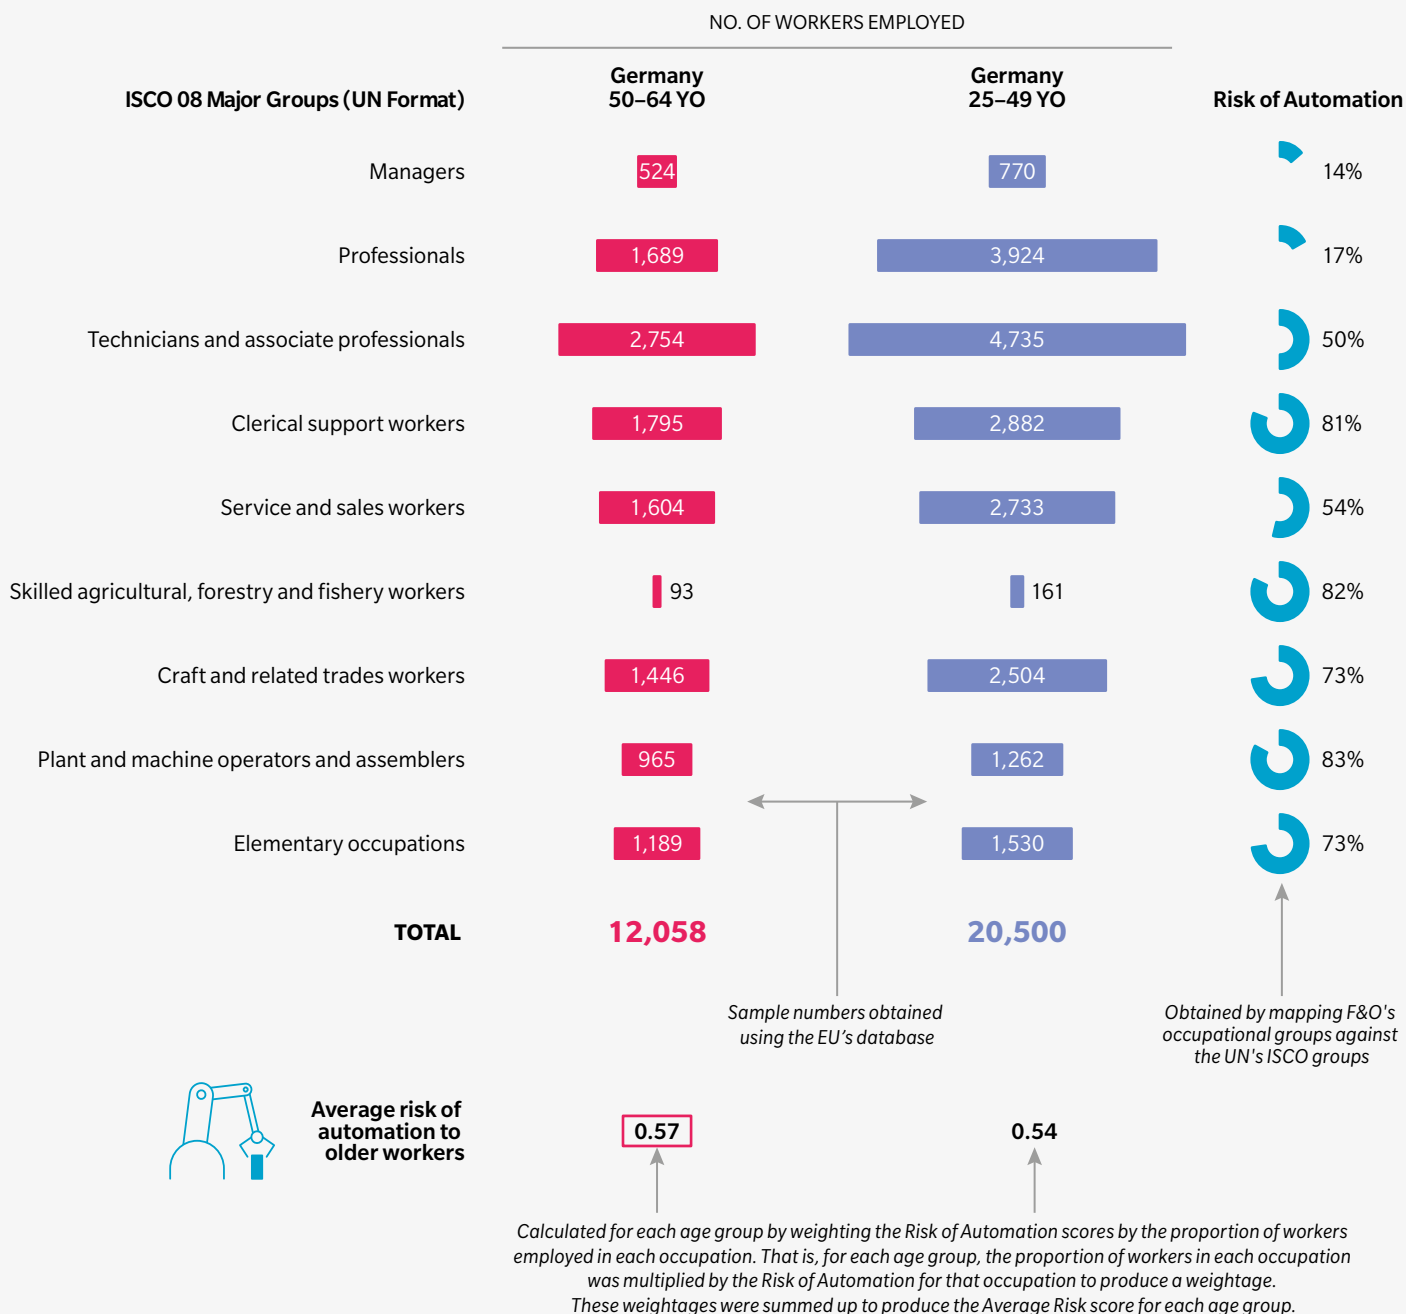 NO. OF WORKERS EMPLOYED
ISCO 08 Major Groups (UN Format)
Germany
50–64 YO
Germany
25–49 YO
Risk of Automation
Managers 524 770 14%
Professionals 1,689 3,924 17%
Technicians and associate professionals 2,754 4,735 50%
Clerical support workers 1,795 2,882 81%
Service and sales workers 1,604 2,733 54%
Skilled agricultural, forestry and fishery workers 93 161 82%
Craft and related trades workers 1,446 2,504 73%
Plant and machine operators and assemblers 965 1,262 83%
Elementary occupations 1,189 1,530 73%
TOTAL 12,058 20,500
Sample numbers obtained
using the EU’s database
Obtained by mapping F&O's
occupational groups against
the UN's ISCO groups
Average risk of
automation to
older workers
0.57 0.54
Calculated for each age group by weighting the Risk of Automation scores by the proportion of workers
employed in each occupation. That is, for each age group, the proportion of workers in each occupation
was multiplied by the Risk of Automation for that occupation to produce a weightage.
These weightages were summed up to produce the Average Risk score for each age group.